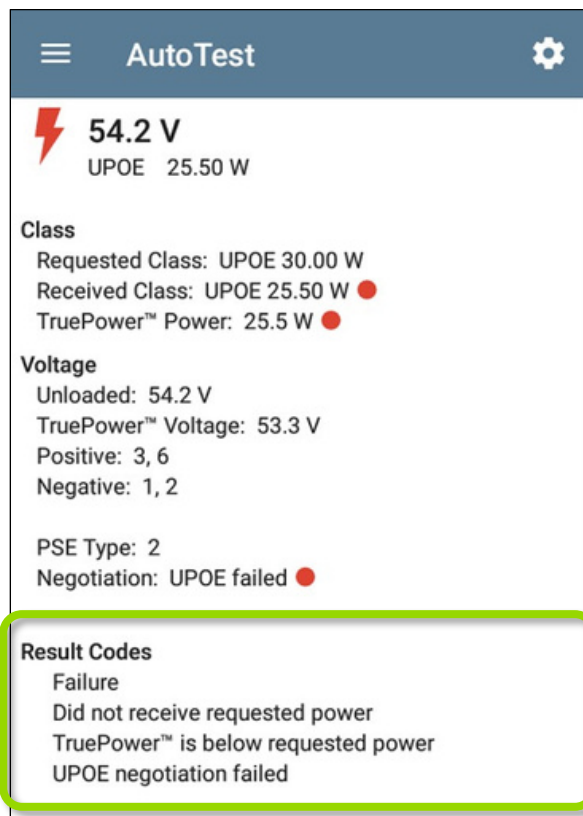 AutoTest
54.2 V
UPOE 25.50 W
Class
Requested Class: UPOE 30.00 W
Received Class: UPOE 25.50 W
TruePower™ Power: 25.5 W
Voltage
Unloaded: 54.2 V
TruePower™ Voltage: 53.3 V
Positive: 3, 6
Negative: 1, 2
PSE Type: 2
Negotiation: UPOE failed
Result Codes
Failure
Did not receive requested power
TruePower™ is below requested power
UPOE negotiation failed